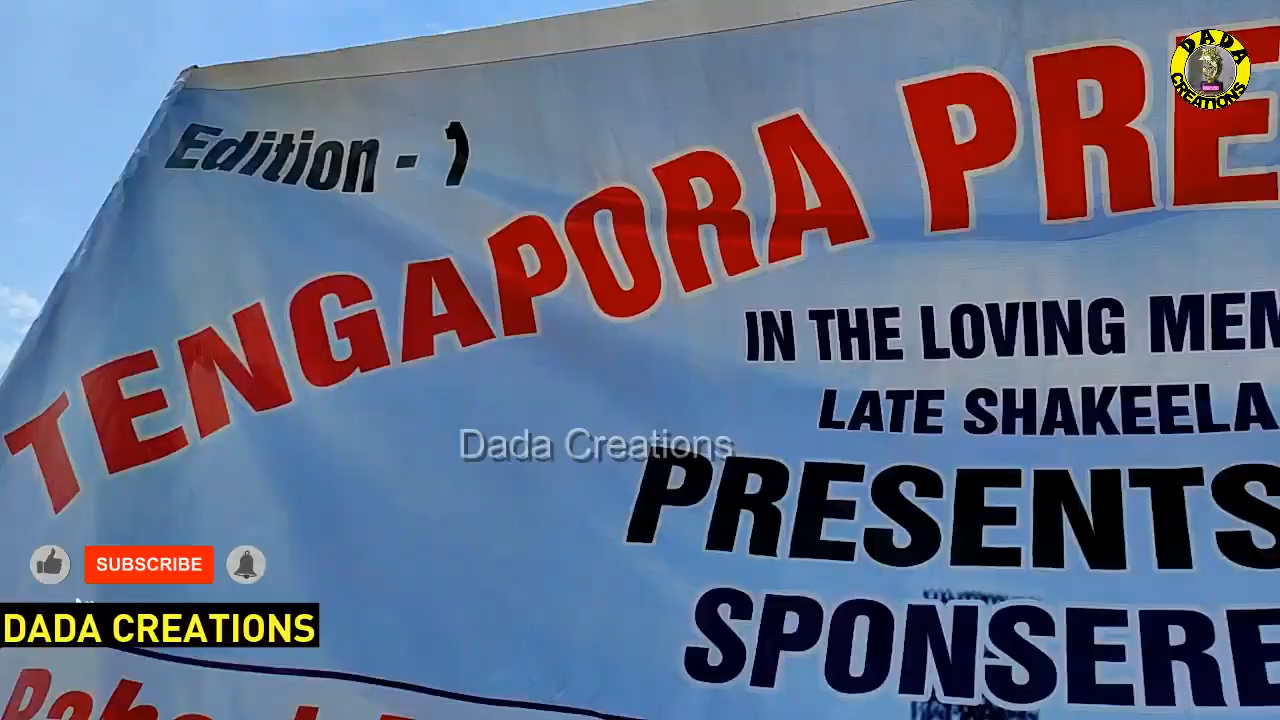 DADA CREATIONS
Edition - 1
TENGAPORA PRE
IN THE LOVING MEM
LATE SHAKEELA
Dada Creations
PRESENTS
SPONSERE
SUBSCRIBE
DADA CREATIONS